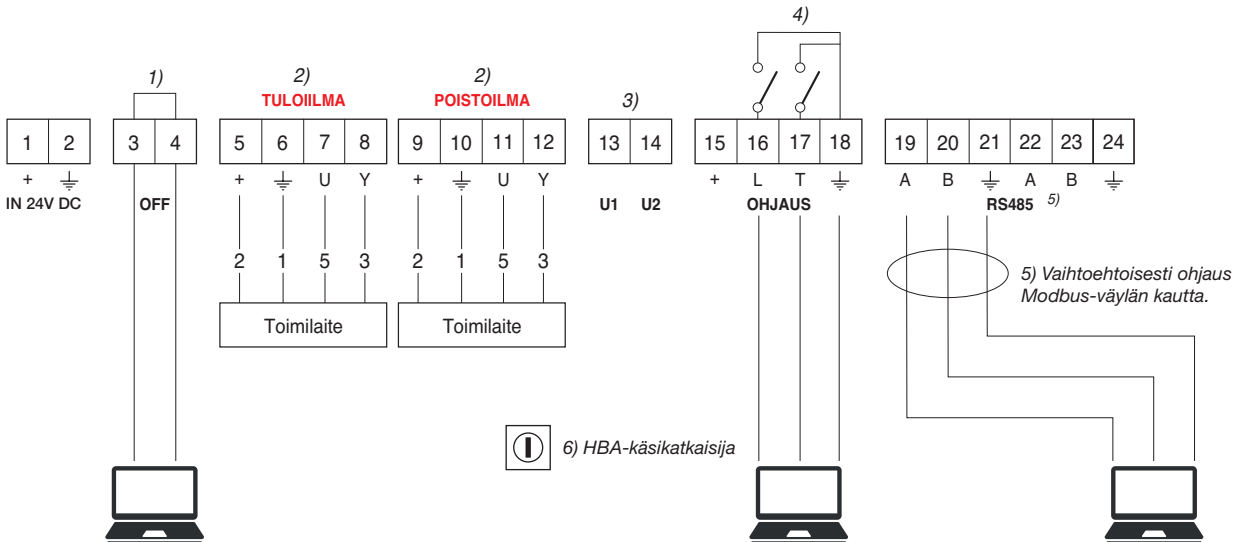 4)
1) 2) 2) 3)
TULOIILMA POISTOILMA
1 2 3 4 5 6 7 8 9 10 11 12 13 14 15 16 17 18 19 20 21 22 23 24
+ ⏚ + ⏚ U Y + ⏚ U Y + L T ⏚ A B ⏚ A B ⏚
IN 24V DC OFF U1 U2 OHJAUS RS485 5)
2 1 5 3 2 1 5 3
5) Vaihtoehtoisesti ohjaus
Modbus-väylän kautta.
Toimilaite Toimilaite
6) HBA-käsikatkaisija